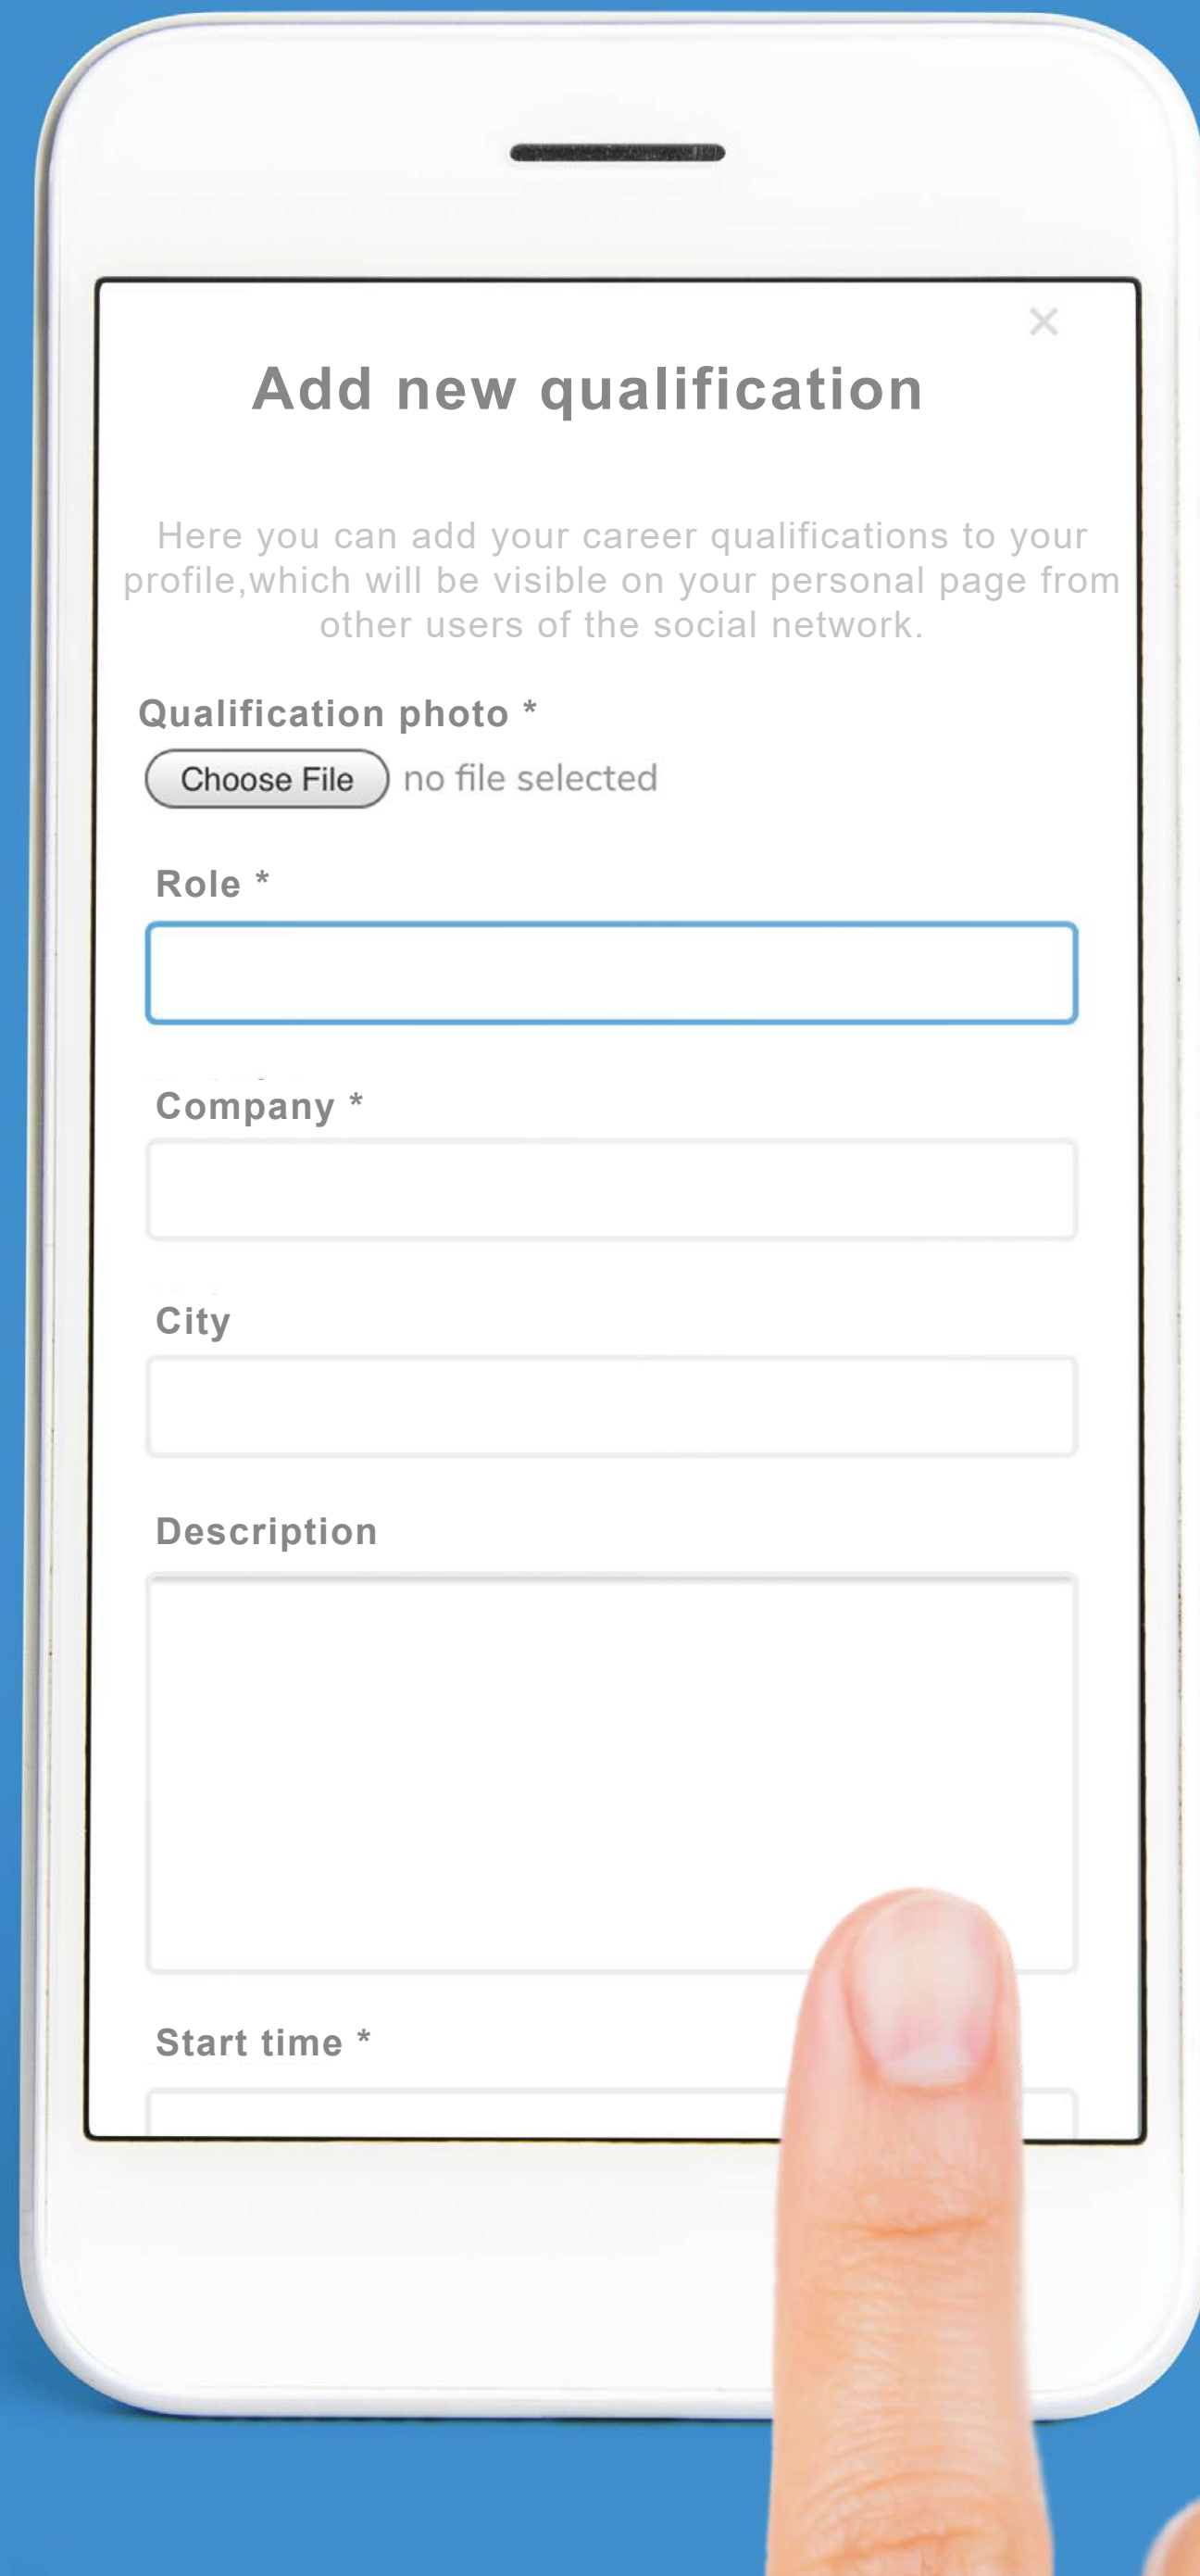 ×
Add new qualification
Here you can add your career qualifications to your
profile,which will be visible on your personal page from
other users of the social network.
Qualification photo *
Choose File no file selected
Role *
Company *
City
Description
Start time *